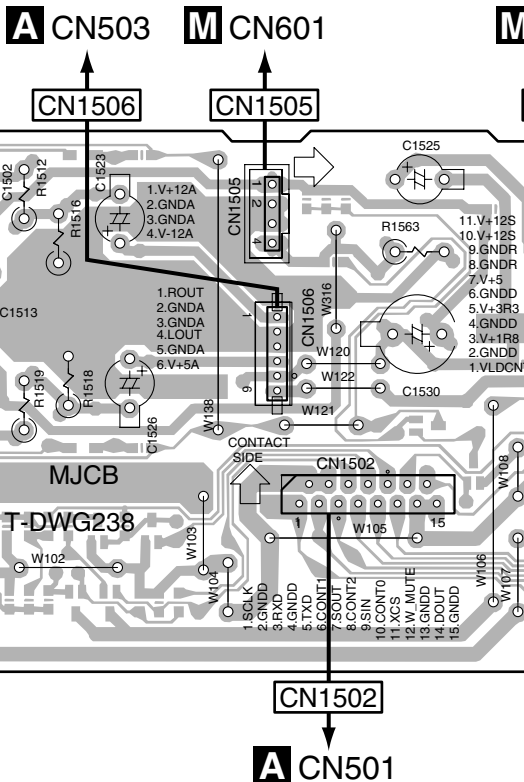 A CN503
M CN601
M
CN1506
CN1505
C1502
R1512
C1523
R1516
1.V+12A
2.GNDA
3.GNDA
4.V-12A
CN1505
1
2
4
C1525
R1563
11.V+12S
10.V+12S
9.GNDR
8.GNDR
7.V+5
6.GNDD
5.V+3R3
4.GNDD
3.V+1R8
2.GNDD
1.VLDCN
C1513
1.ROUT
2.GNDA
3.GNDA
4.LOUT
5.GNDA
6.V+5A
1
6
CN1506
W316
W120
W122
W121
C1530
R1519
R1518
C1526
W138
CONTACT
SIDE
CN1502
1
15
MJCB
T-DWG238
W102
W103
W104
W105
W106
W107
W108
1.SCLK
2.GNDD
3.RXD
4.GNDD
5.TXD
6.CONT1
7.SOUT
8.CONT2
9.SIN
10.CONT0
11.XCS
12.W_MUTE
13.GNDD
14.DOUT
15.GNDD
CN1502
A CN501